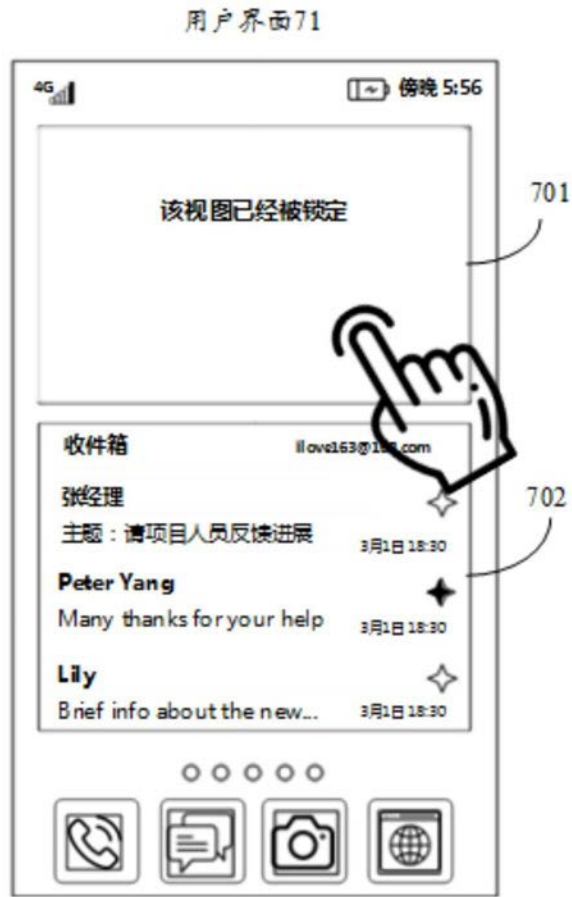 用户界面71
4G 傍晚 5:56
该视图已经被锁定
701
收件箱
张经理
702
主题：请项目人员反馈进展
3月1日 18:30
Peter Yang
Many thanks for your help
3月1日 18:30
Lily
Brief info about the new...
3月1日 18:30